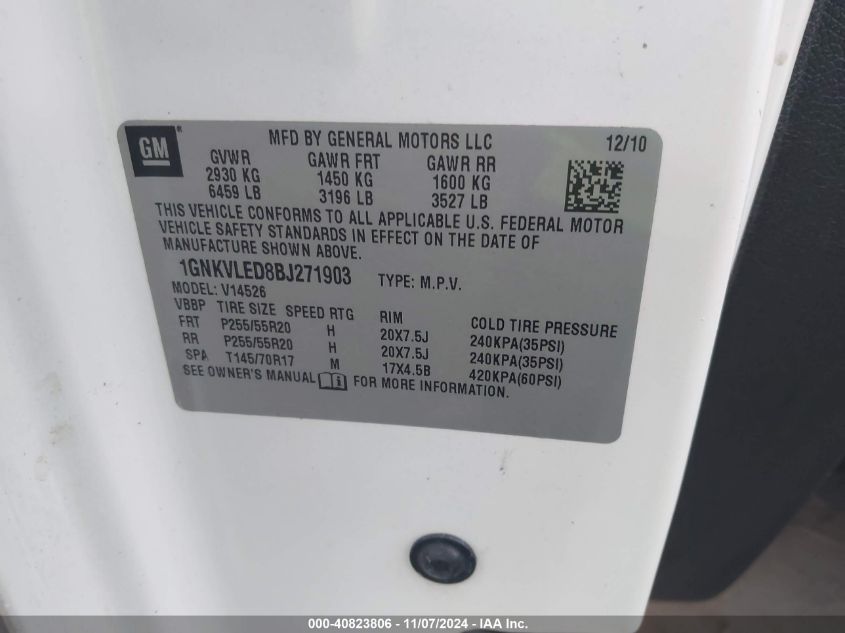 GM®
MFD BY GENERAL MOTORS LLC 12/10
GVWR GAWR FRT GAWR RR
2930 KG 1450 KG 1600 KG
6459 LB 3196 LB 3527 LB
THIS VEHICLE CONFORMS TO ALL APPLICABLE U.S. FEDERAL MOTOR
VEHICLE SAFETY STANDARDS IN EFFECT ON THE DATE OF
MANUFACTURE SHOWN ABOVE.
1GNKVLED8BJ271903 TYPE: M.P.V.
MODEL: V14526
VBBP TIRE SIZE SPEED RTG RIM COLD TIRE PRESSURE
FRT P255/55R20 H 20X7.5J 240KPA(35PSI)
RR P255/55R20 H 20X7.5J 240KPA(35PSI)
SPA T145/70R17 M 17X4.5B 420KPA(60PSI)
SEE OWNER'S MANUAL FOR MORE INFORMATION.
000-40823806 - 11/07/2024 - IAA Inc.